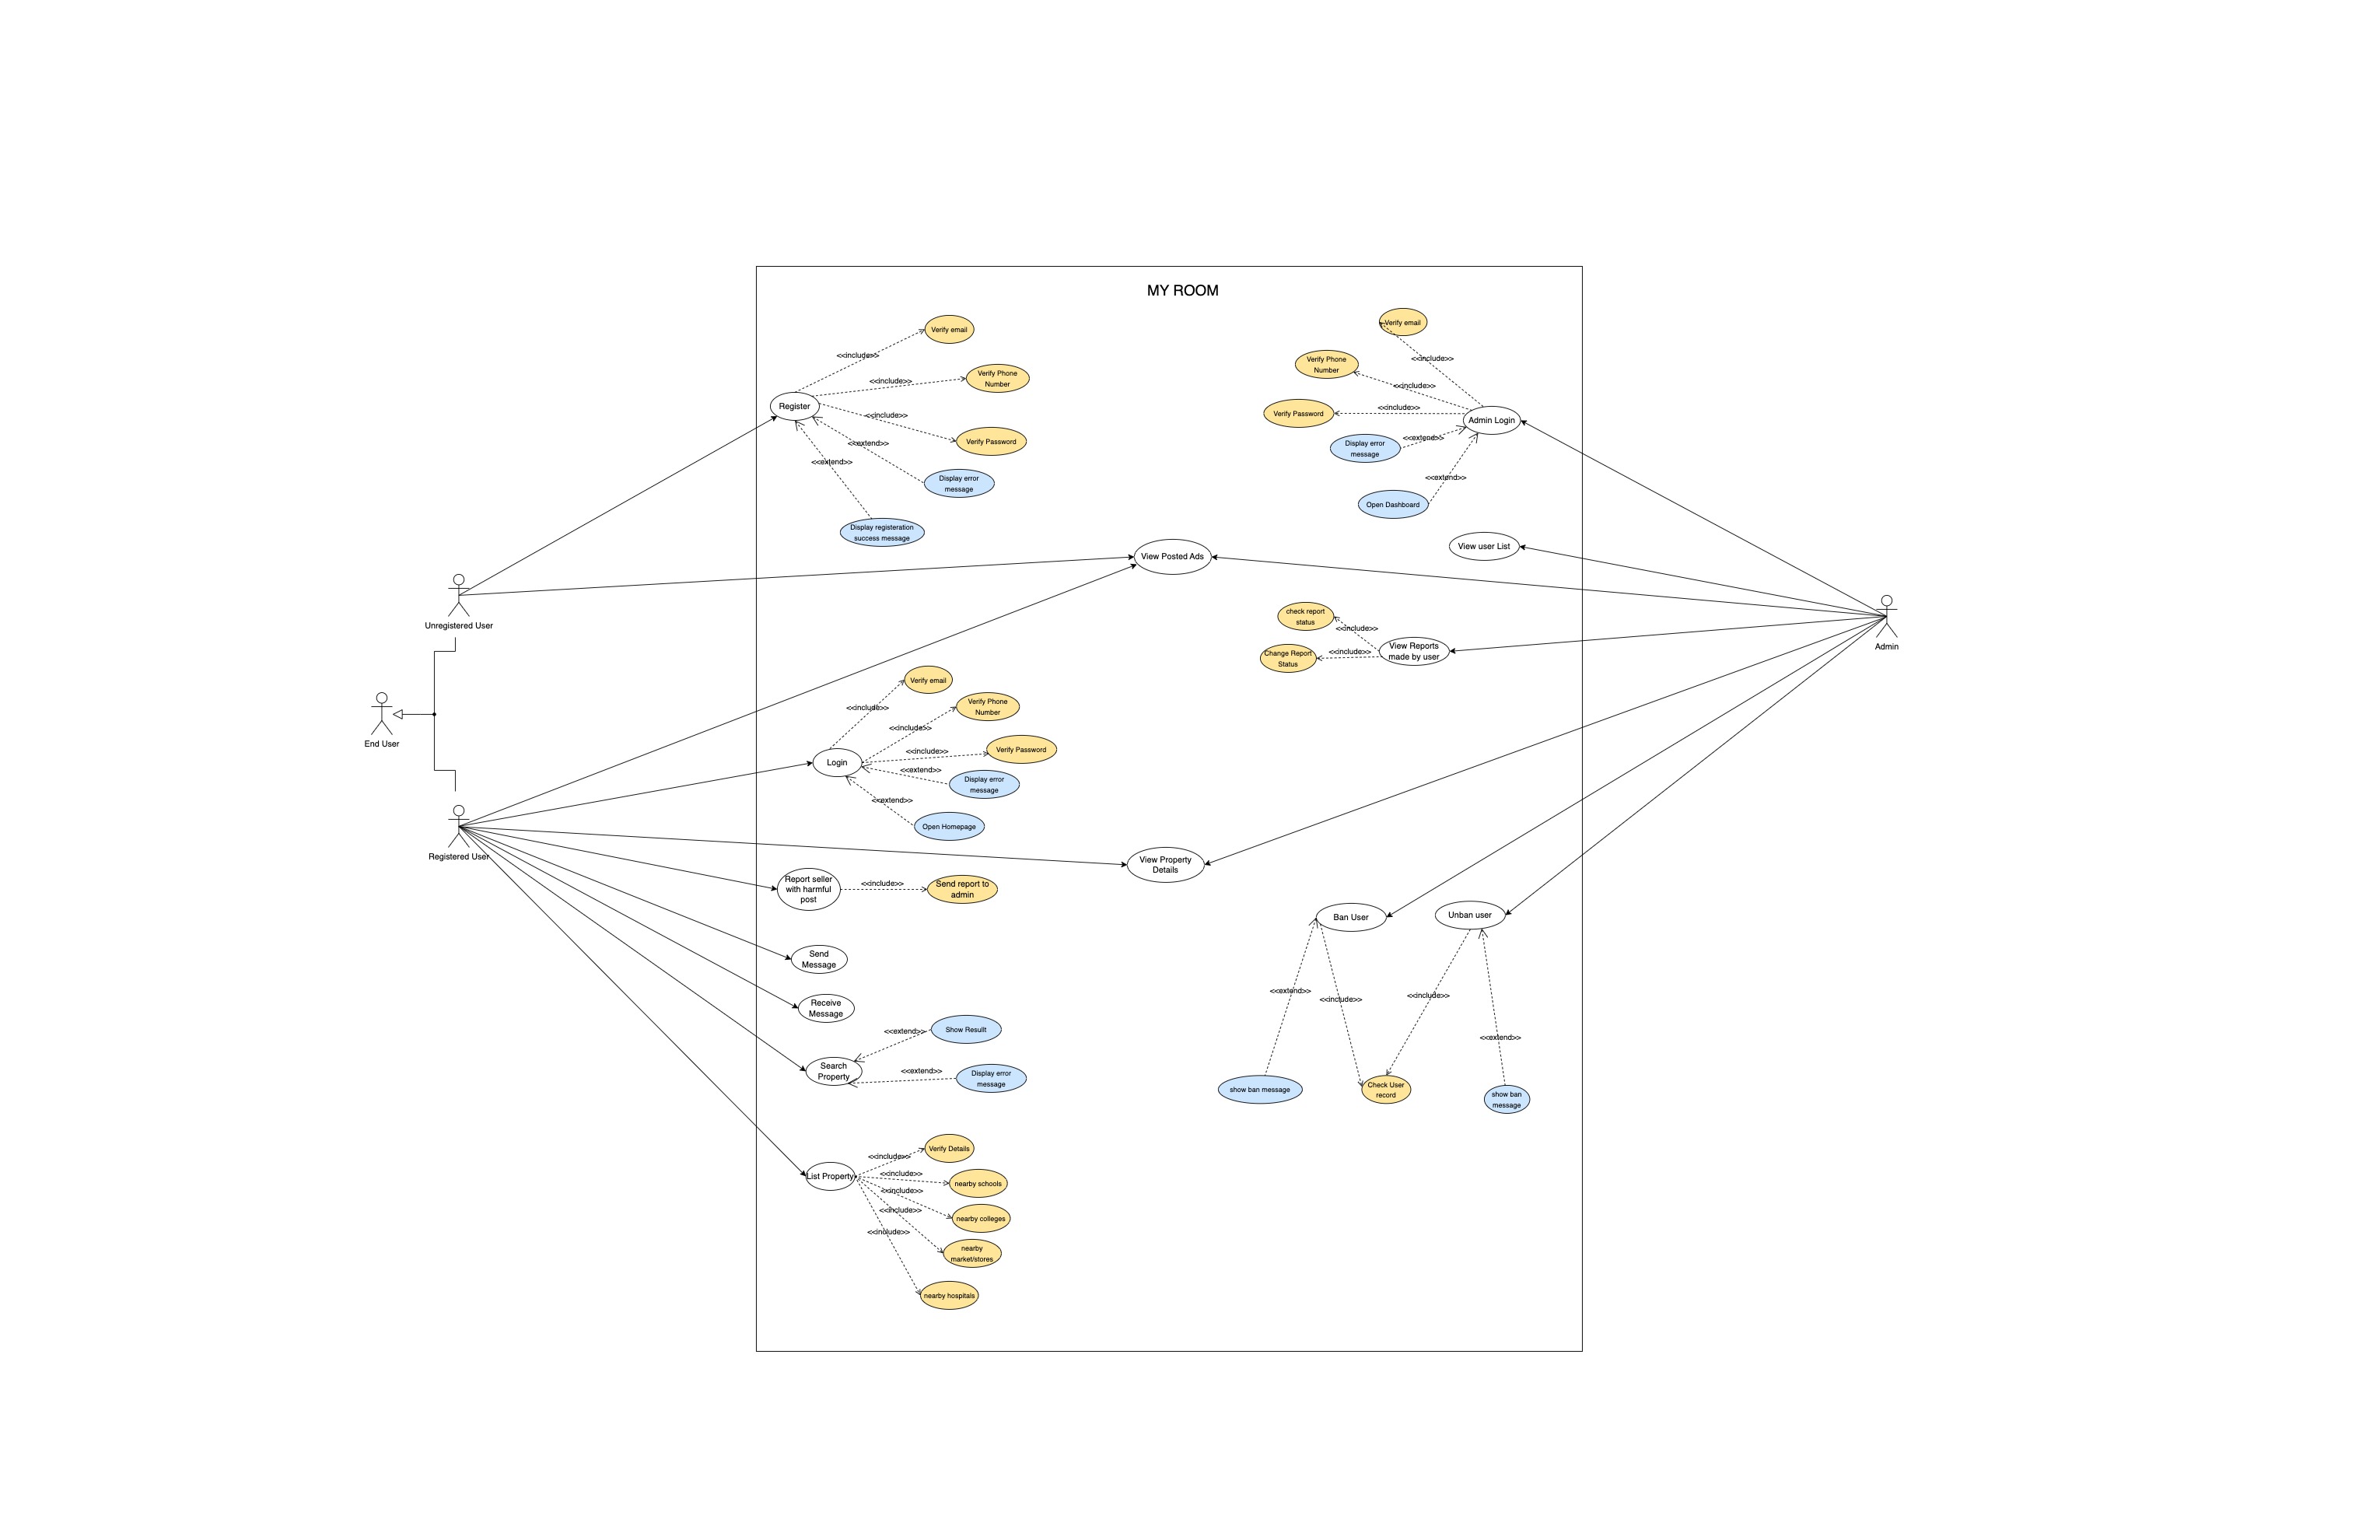 MY ROOM
Verify email
<<include>>
Verify Phone
Number
<<include>>
Register
<<include>>
Verify Password
<<extend>>
Display error
message
<<extend>>
Display registeration
success message
Verify email
<<include>>
Verify Phone
Number
<<include>>
Verify Password
<<include>>
Admin Login
Display error
message
<<extend>>
<<extend>>
Open Dashboard
View user List
View Posted Ads
Unregistered User
check report
status
<<include>>
Change Report
Status
<<include>>
View Reports
made by user
Admin
End User
Verify email
<<include>>
Verify Phone
Number
<<include>>
Verify Password
<<include>>
Login
<<extend>>
Display error
message
<<extend>>
Open Homepage
Registered User
View Property
Details
Report seller
with harmful
post
<<include>>
Send report to
admin
Send
Message
Receive
Message
<<extend>>
Show Resullt
Search
Property
<<extend>>
Display error
message
Ban User
Unban user
<<extend>>
<<include>>
<<include>>
<<extend>>
show ban message
Check User
record
show ban
message
List Property
<<include>>
Verify Details
<<include>>
nearby schools
<<include>>
nearby colleges
<<include>>
nearby
market/stores
<<include>>
nearby hospitals